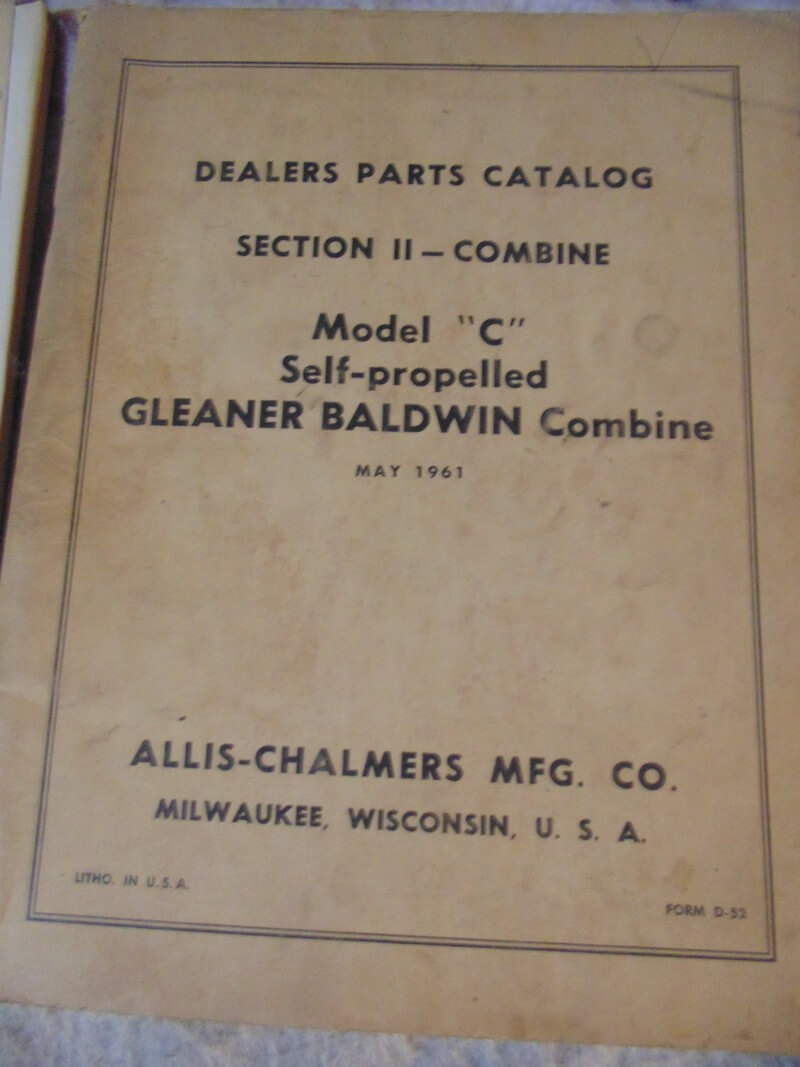 DEALERS PARTS CATALOG
SECTION II — COMBINE
Model "C"
Self-propelled
GLEANER BALDWIN Combine
MAY 1961
ALLIS-CHALMERS MFG. CO.
MILWAUKEE, WISCONSIN, U. S. A.
LITHO. IN U.S.A.
FORM D-52